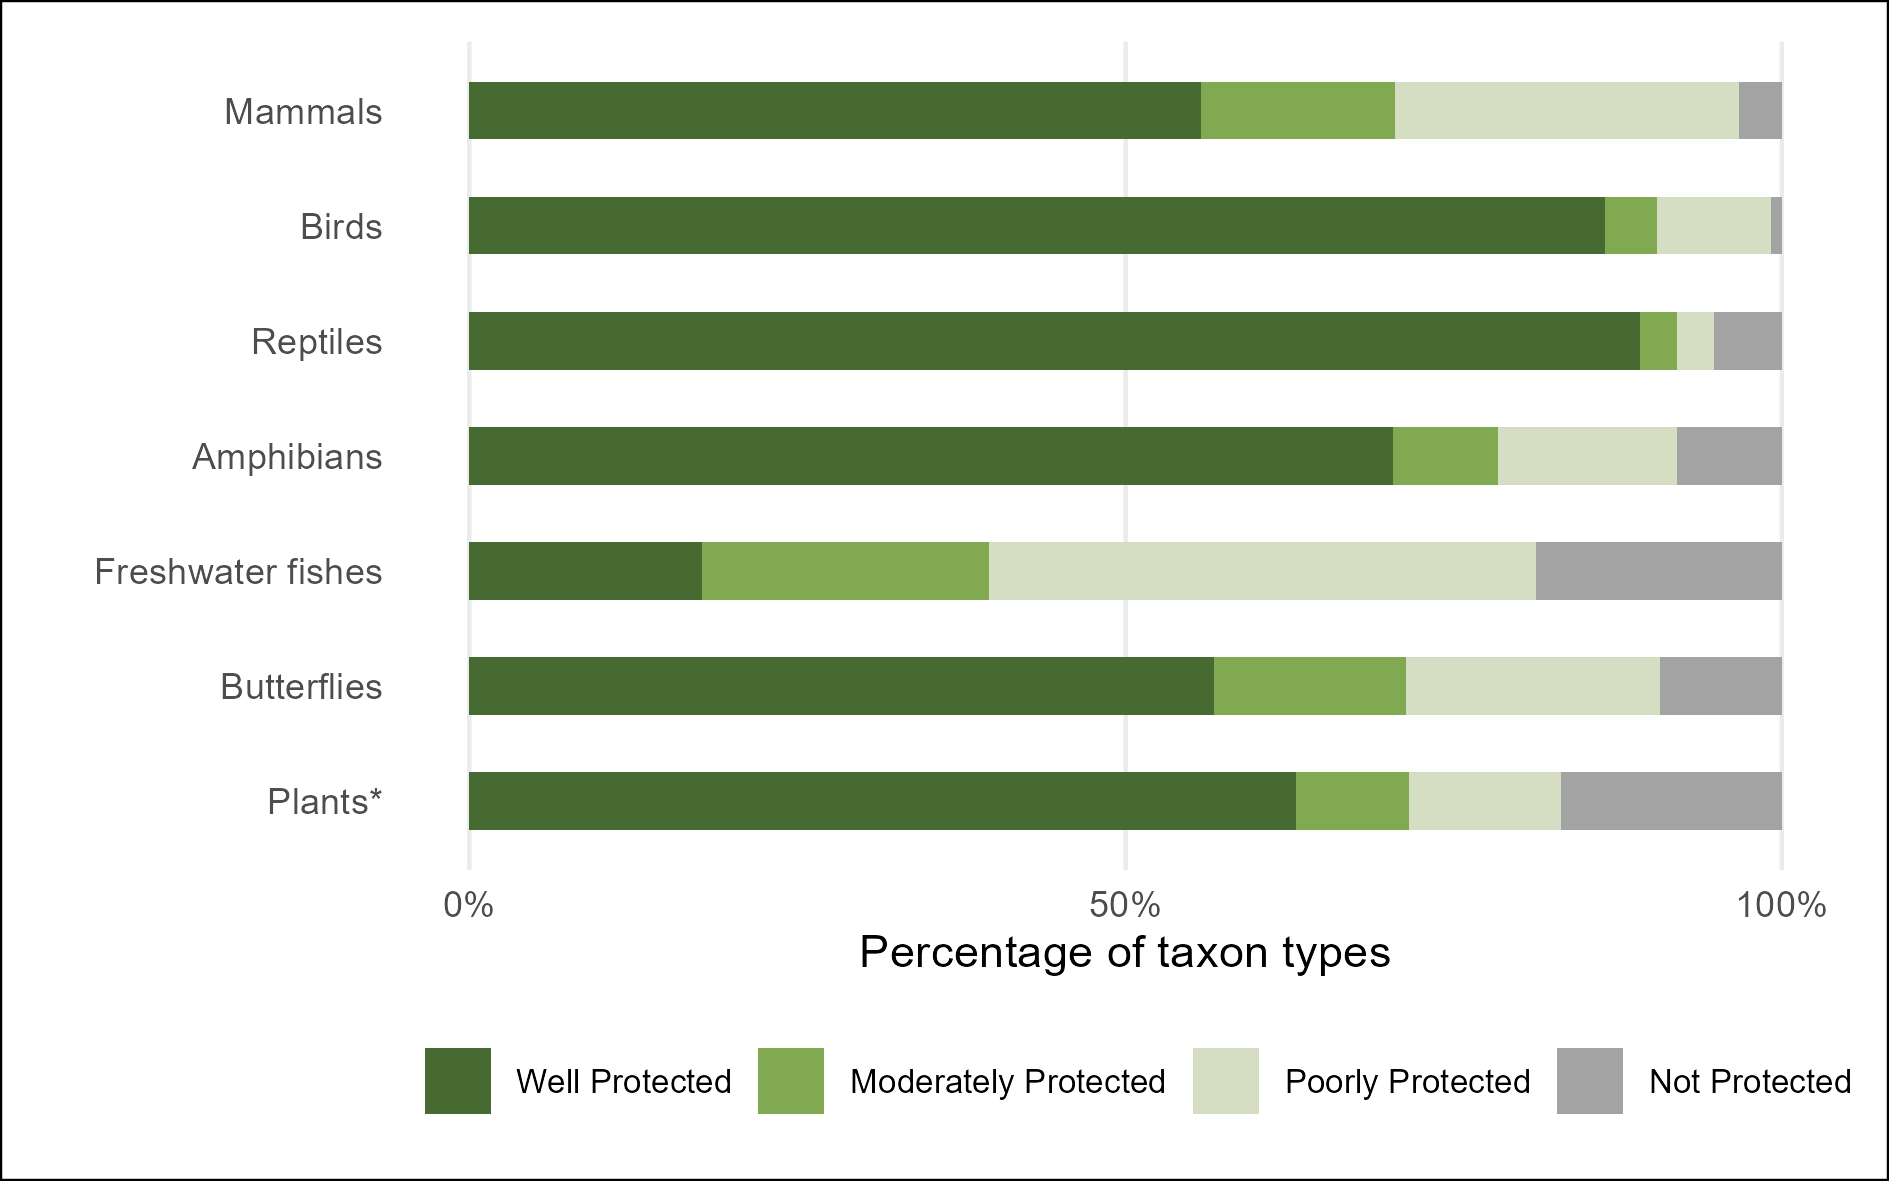 Mammals
Birds
Reptiles
Amphibians
Freshwater fishes
Butterflies
Plants*
0% 50% 100%
Percentage of taxon types
Well Protected Moderately Protected Poorly Protected Not Protected